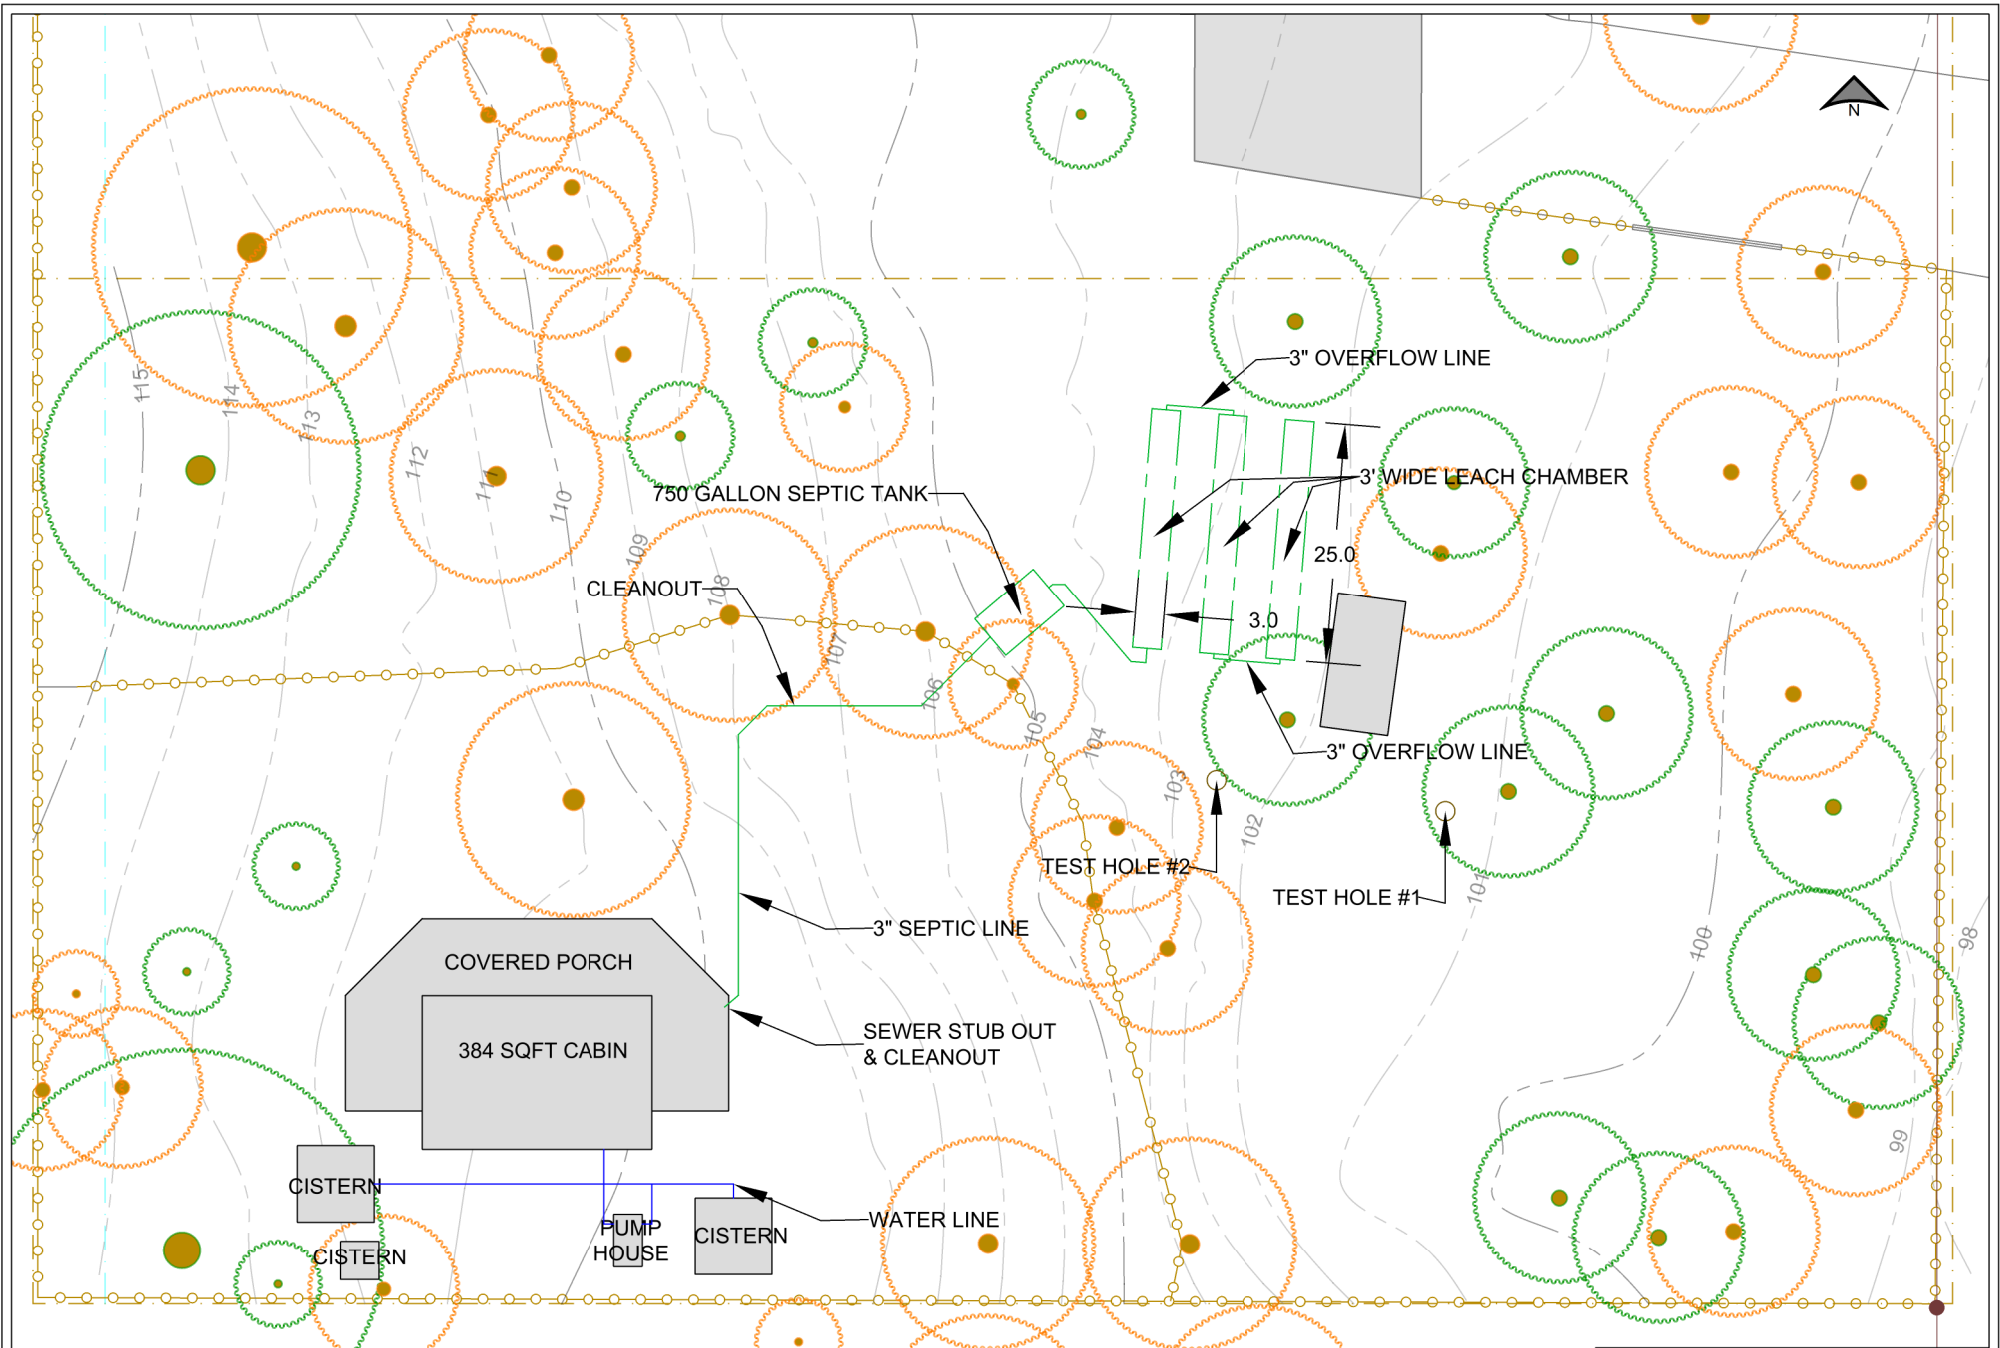 N
3" OVERFLOW LINE
115
114
113
112
111
110
109
108
107
106
105
104
103
102
101
100
99
98
3' WIDE LEACH CHAMBER
750 GALLON SEPTIC TANK
25.0
CLEANOUT
3.0
3" OVERFLOW LINE
TEST HOLE #2
TEST HOLE #1
3" SEPTIC LINE
COVERED PORCH
384 SQFT CABIN
SEWER STUB OUT
& CLEANOUT
CISTERN
WATER LINE
PUMP
HOUSE
CISTERN
CISTERN